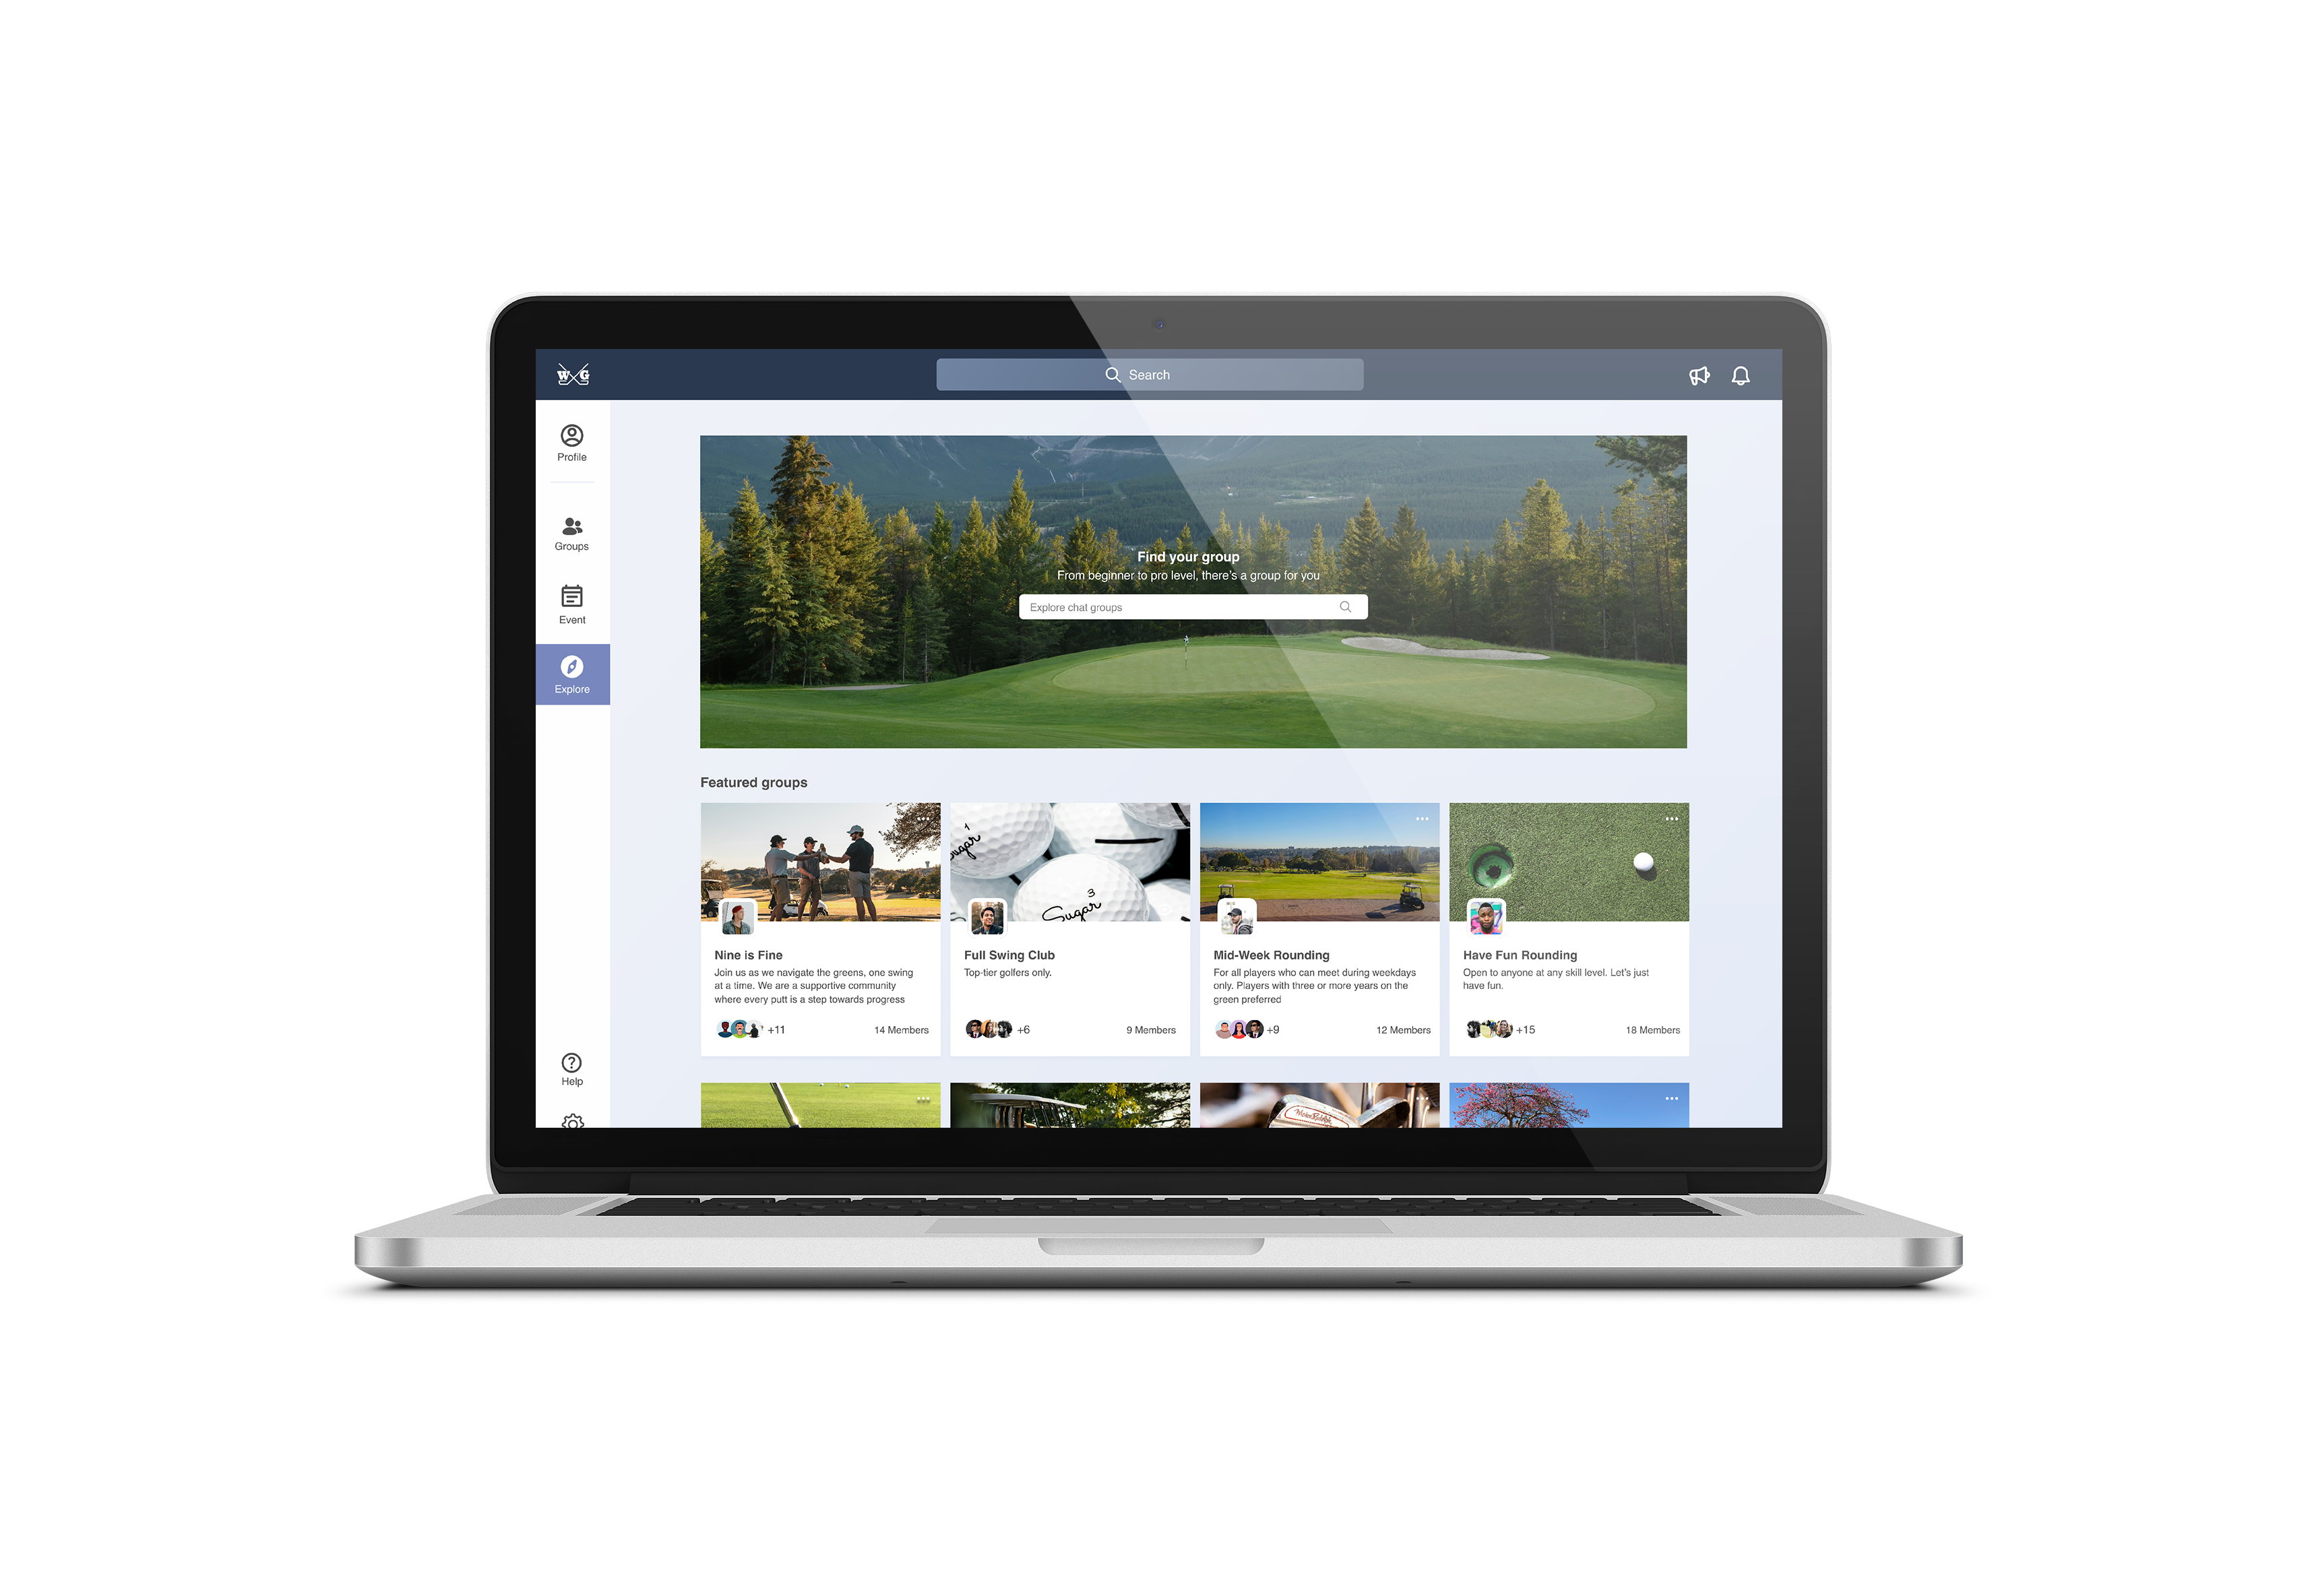 W G
Search
Profile
Groups
Event
Explore
Help
Find your group
From beginner to pro level, there's a group for you
Explore chat groups
Featured groups
1
3
Sugar
Nine is Fine
Join us as we navigate the greens, one swing
at a time. We are a supportive community
where every putt is a step towards progress
+11
14 Members
Full Swing Club
Top-tier golfers only.
+6
9 Members
Mid-Week Rounding
For all players who can meet during weekdays
only. Players with three or more years on the
green preferred
+9
12 Members
Have Fun Rounding
Open to anyone at any skill level. Let's just
have fun.
+15
18 Members